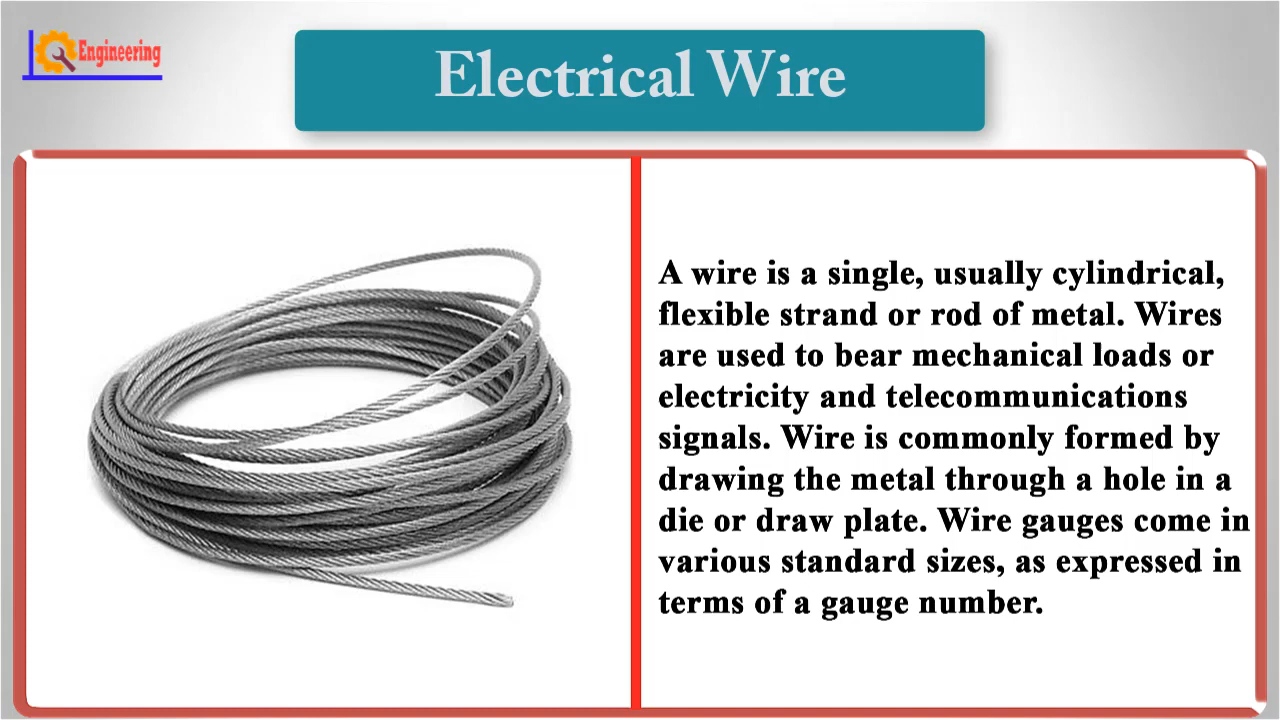 Engineering
Electrical Wire
A wire is a single, usually cylindrical,
flexible strand or rod of metal. Wires
are used to bear mechanical loads or
electricity and telecommunications
signals. Wire is commonly formed by
drawing the metal through a hole in a
die or draw plate. Wire gauges come in
various standard sizes, as expressed in
terms of a gauge number.